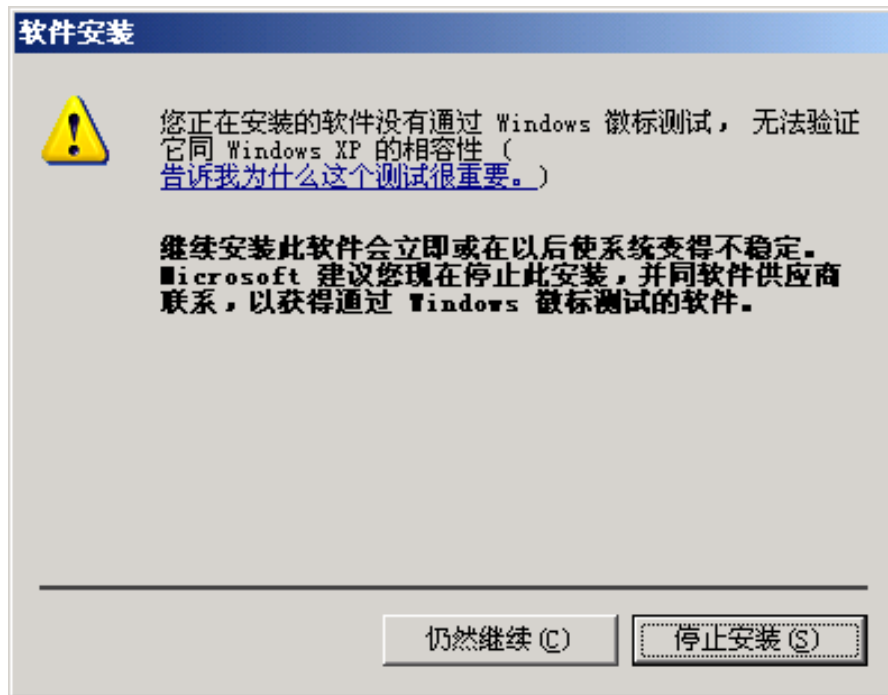 软件安装
您正在安装的软件没有通过 Windows 徽标测试， 无法验证
它同 Windows XP 的相容性（
告诉我为什么这个测试很重要。）
继续安装此软件会立即或在以后使系统变得不稳定。
Microsoft 建议您现在停止此安装，并同软件供应商
联系，以获得通过 Windows 徽标测试的软件。
仍然继续(C)
停止安装(S)